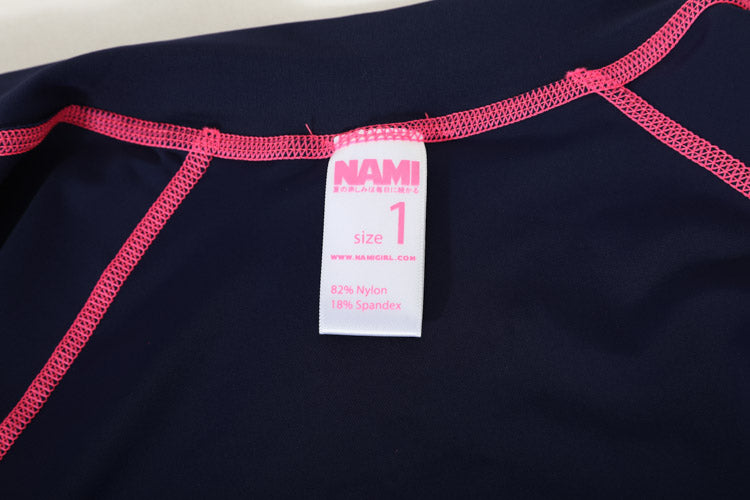 NAMI
夏の楽しみは毎日に続かる
size 1
WWW.NAMIGIRL.COM
82% Nylon
18% Spandex